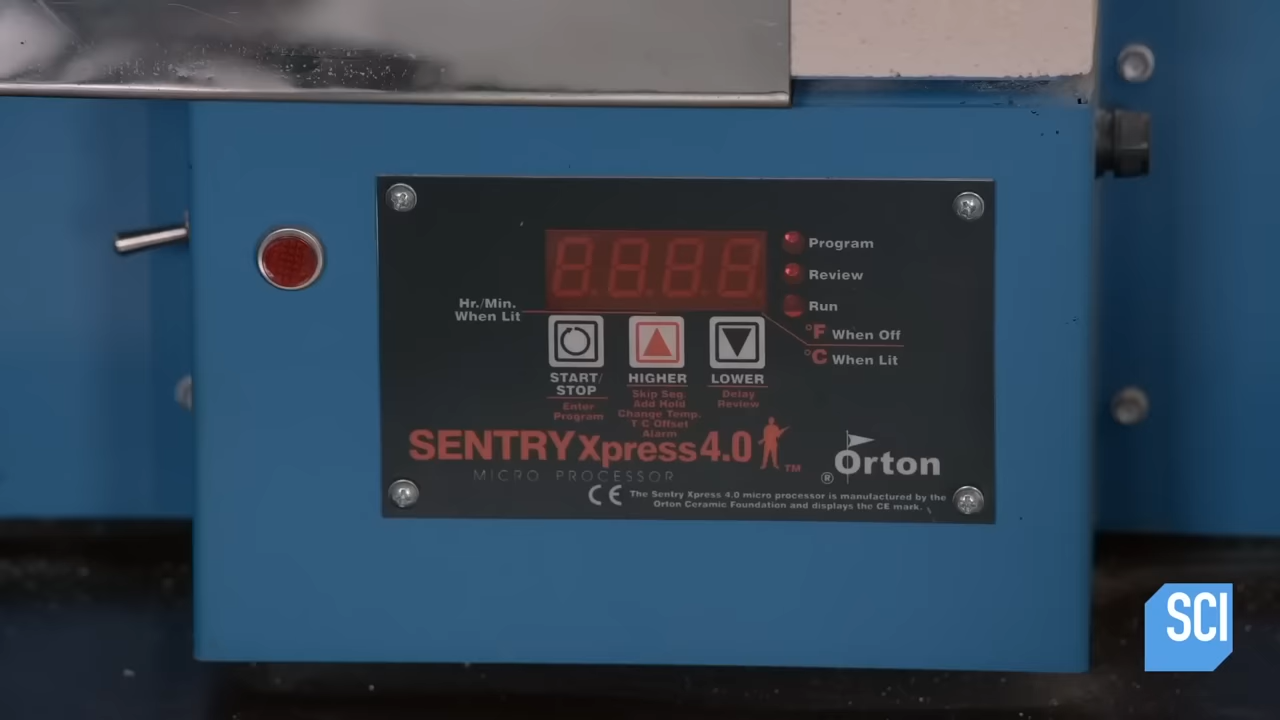 8.8.8.8
Program
Review
Run
Hr./Min.
When Lit
°F When Off
°C When Lit
START/
STOP
Enter
Program
HIGHER
Skip Seg.
Add Hold
Change Temp.
T C Offset
Alarm
LOWER
Delay
Review
SENTRY Xpress 4.0 TM
MICRO PROCESSOR
® Orton
CE The Sentry Xpress 4.0 micro processor is manufactured by the
Orton Ceramic Foundation and displays the CE mark.
SCI